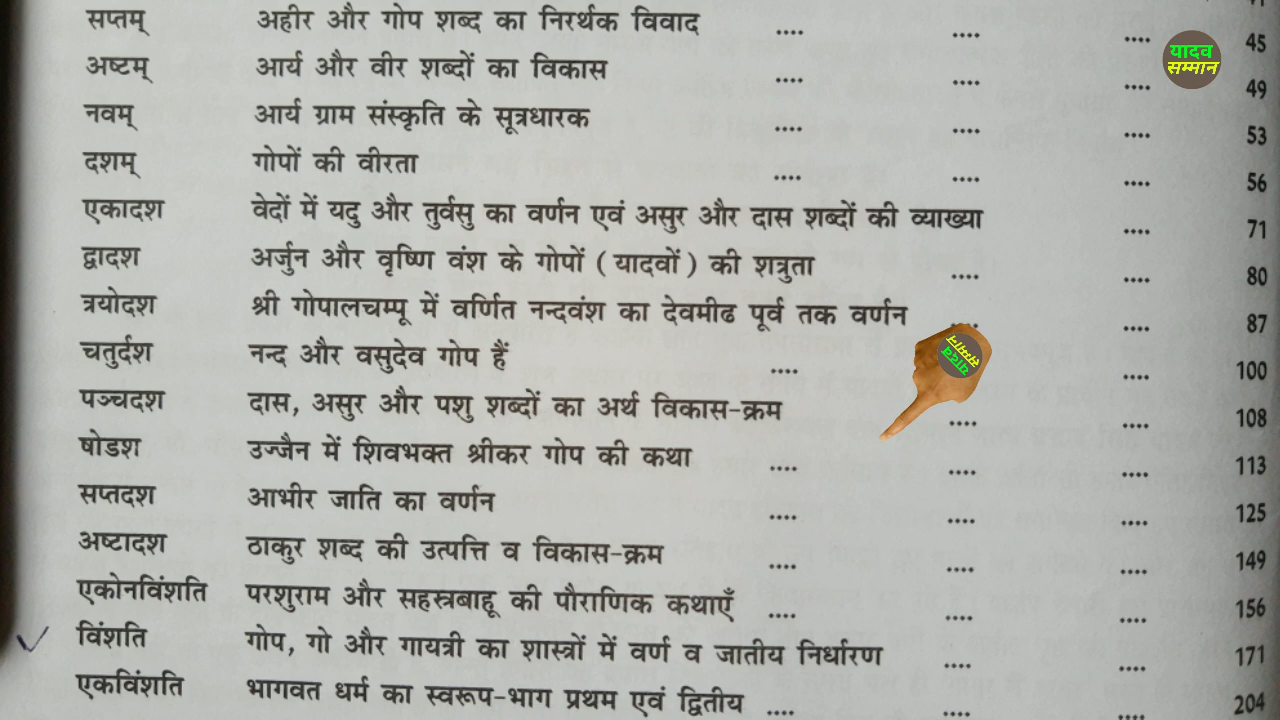 सप्तम् अहीर और गोप शब्द का निरर्थक विवाद .... .... .... 45
यादव
सम्मान
अष्टम् आर्य और वीर शब्दों का विकास .... .... .... 49
नवम् आर्य ग्राम संस्कृति के सूत्रधारक .... .... .... 53
दशम् गोपों की वीरता .... .... .... 56
एकादश वेदों में यदु और तुर्वसु का वर्णन एवं असुर और दास शब्दों की व्याख्या .... 71
द्वादश अर्जुन और वृष्णि वंश के गोपों (यादवों) की शत्रुता .... .... 80
त्रयोदश श्री गोपालचम्पू में वर्णित नन्दवंश का देवमीढ पूर्व तक वर्णन .... .... 87
यादव
सम्मान
चतुर्दश नन्द और वसुदेव गोप हैं .... .... 100
पञ्चदश दास, असुर और पशु शब्दों का अर्थ विकास-क्रम .... .... 108
षोडश उज्जैन में शिवभक्त श्रीकर गोप की कथा .... .... .... 113
सप्तदश आभीर जाति का वर्णन .... .... .... 125
अष्टादश ठाकुर शब्द की उत्पत्ति व विकास-क्रम .... .... .... 149
एकोनविंशति परशुराम और सहस्त्रबाहू की पौराणिक कथाएँ .... .... .... 156
विंशति गोप, गो और गायत्री का शास्त्रों में वर्ण व जातीय निर्धारण .... .... 171
एकविंशति भागवत धर्म का स्वरूप-भाग प्रथम एवं द्वितीय .... .... .... 204